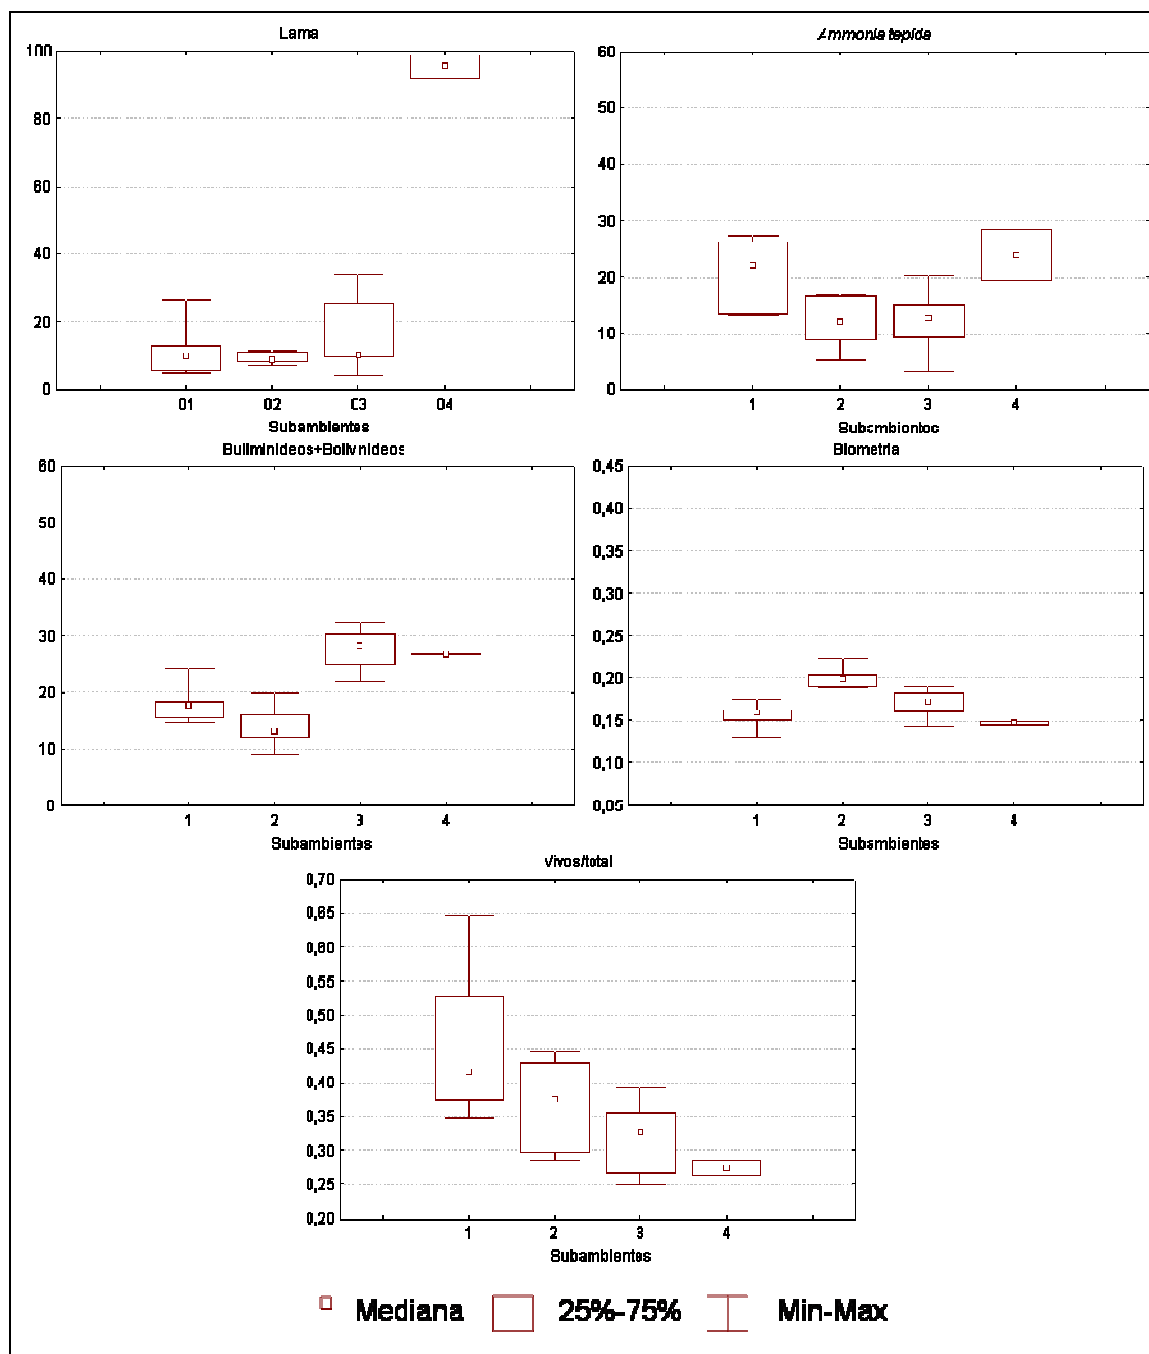 Lama
100
80
60
40
20
0
01 02 C3 04
Subambientes
Ammonia tepida
60
50
40
30
20
10
0
1 2 3 4
Subambientos
Buliminídeos+Bolivnídeos
60
50
40
30
20
10
0
1 2 3 4
Subambientes
Biometria
0,45
0,40
0,35
0,30
0,25
0,20
0,15
0,10
0,05
1 2 3 4
Subambientes
Vivos/total
0,70
0,65
0,60
0,55
0,50
0,45
0,40
0,35
0,30
0,25
0,20
1 2 3 4
Subambientes
Mediana 25%-75% Min-Max